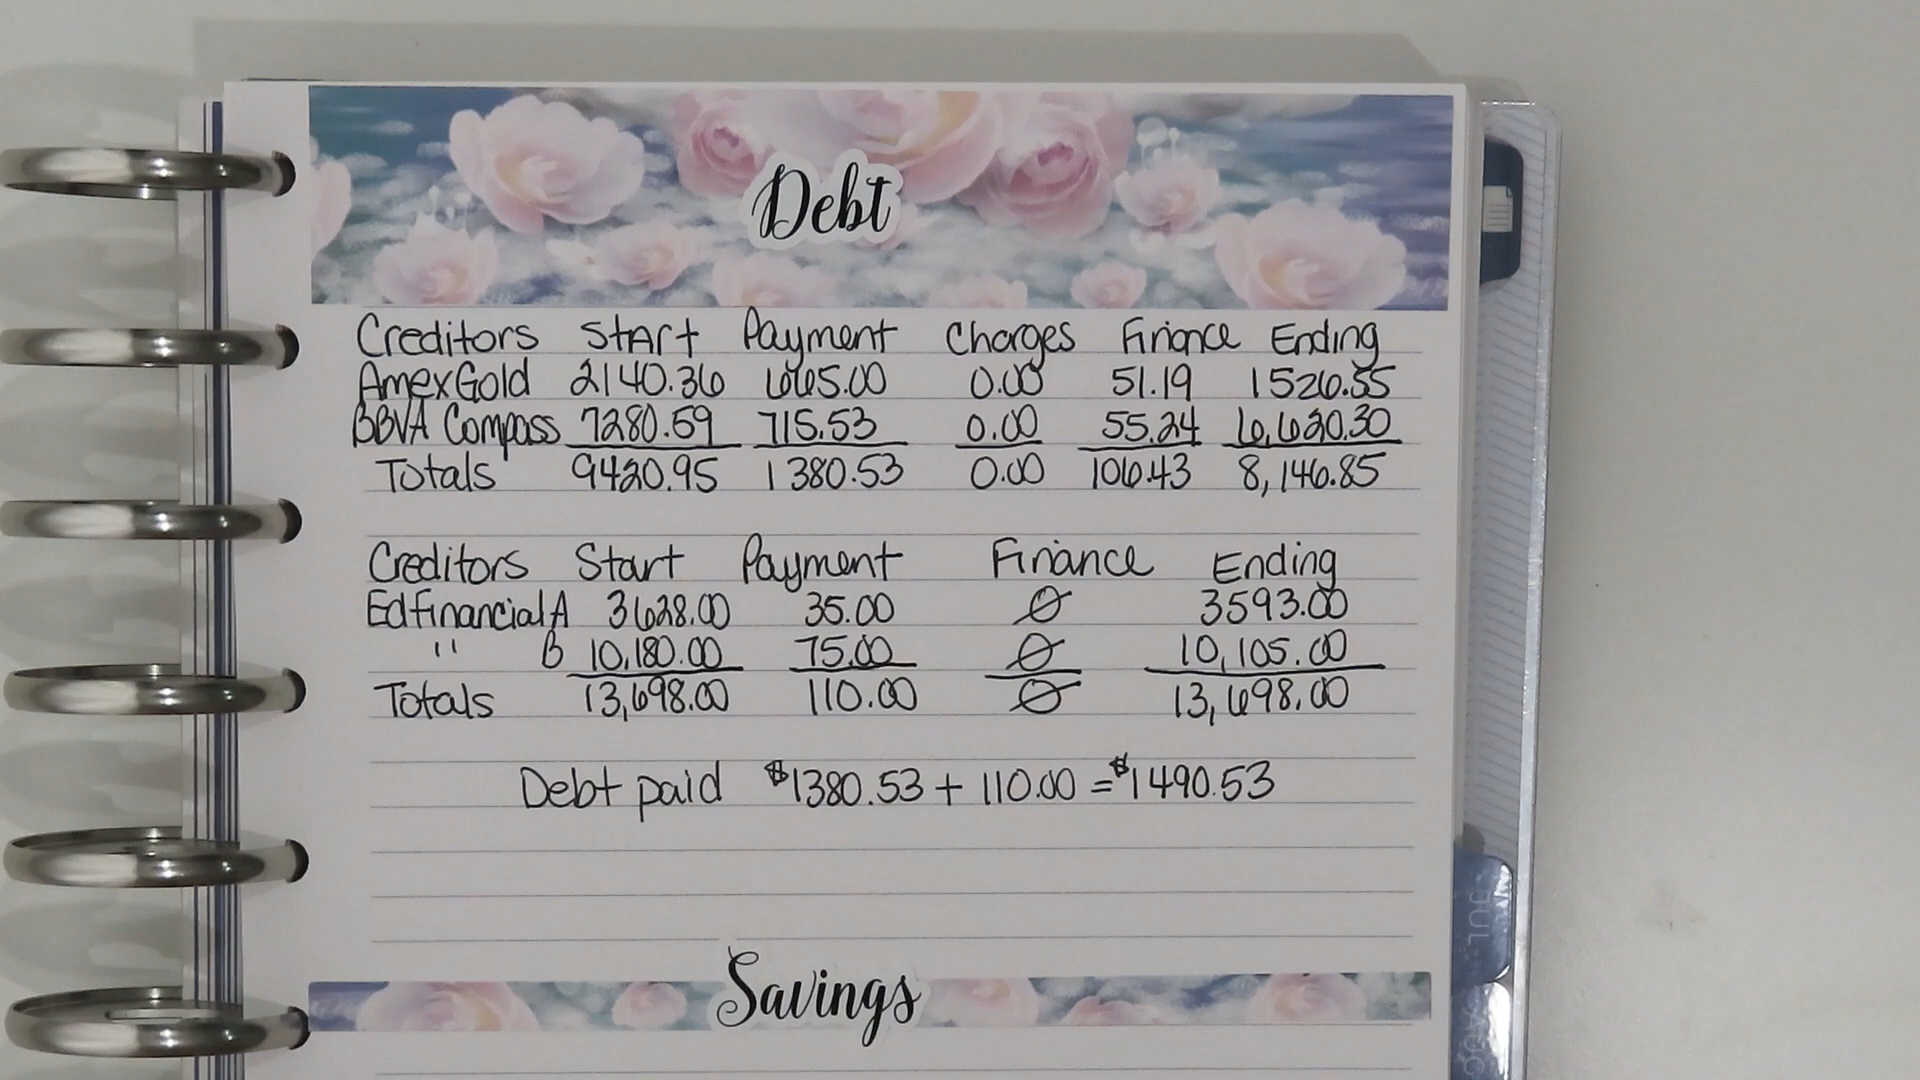 Debt
Creditors Start Payment Charges Finance Ending
Amex Gold 2140.36 665.00 0.00 51.19 1526.55
BBVA Compass 7280.59 715.53 0.00 55.24 6,620.30
Totals 9420.95 1380.53 0.00 106.43 8,146.85
Creditors Start Payment Finance Ending
Edfinancial A 3628.00 35.00 Ø 3593.00
" B 10,180.00 75.00 Ø 10,105.00
Totals 13,698.00 110.00 Ø 13,698.00
Debt paid $1380.53 + 110.00 = $1490.53
Savings
JUL
AUG